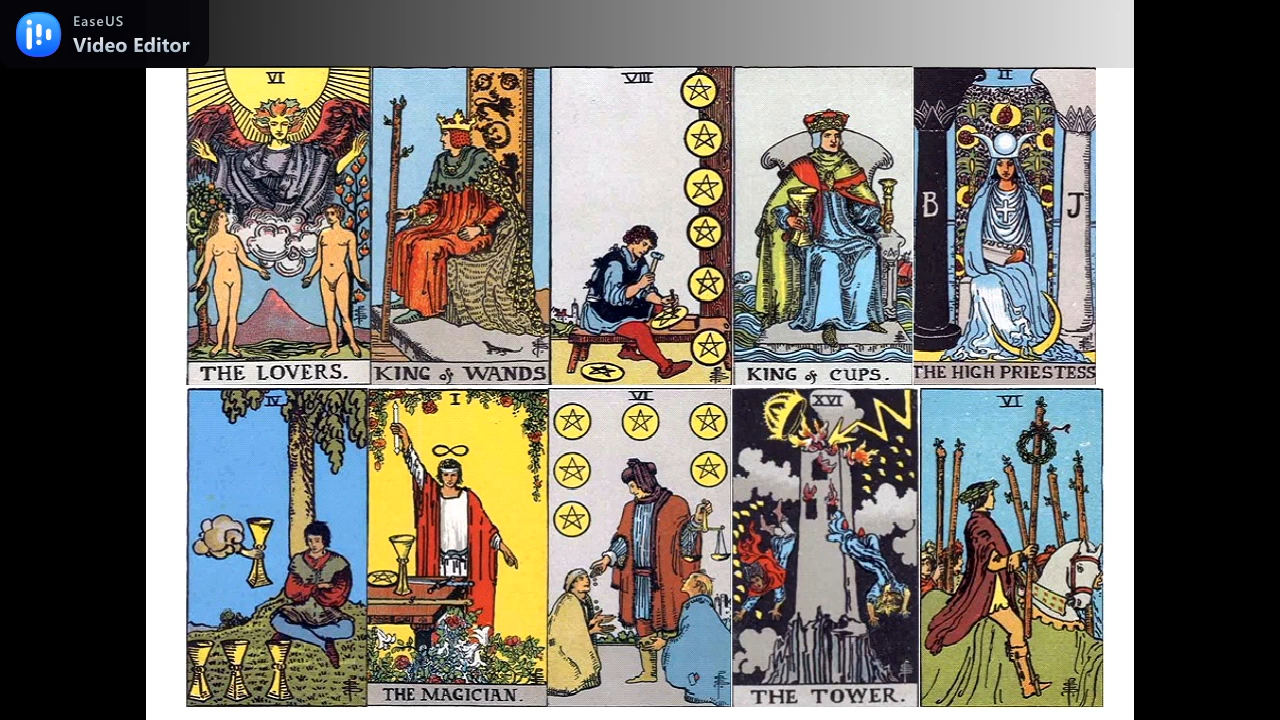 EaseUS
Video Editor
VI
VIII
II
B
J
THE LOVERS.
KING of WANDS
KING of CUPS.
THE HIGH PRIESTESS
IV
I
VI
XVI
VI
THE MAGICIAN.
THE TOWER.